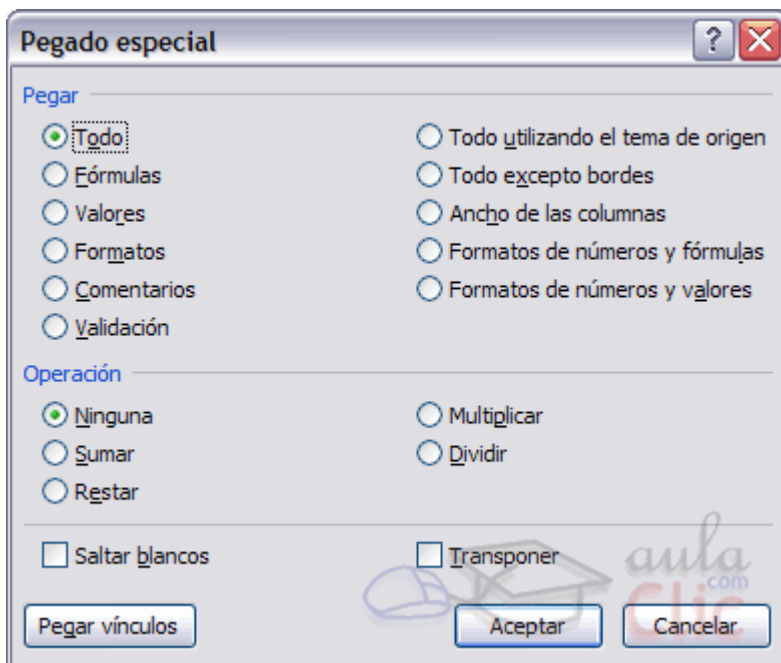 Pegado especial
Pegar
Todo
Fórmulas
Valores
Formatos
Comentarios
Validación
Todo utilizando el tema de origen
Todo excepto bordes
Ancho de las columnas
Formatos de números y fórmulas
Formatos de números y valores
Operación
Ninguna
Sumar
Restar
Multiplicar
Dividir
Saltar blancos
Transponer
Pegar vínculos
Aceptar
Cancelar
aula
Clic
.com